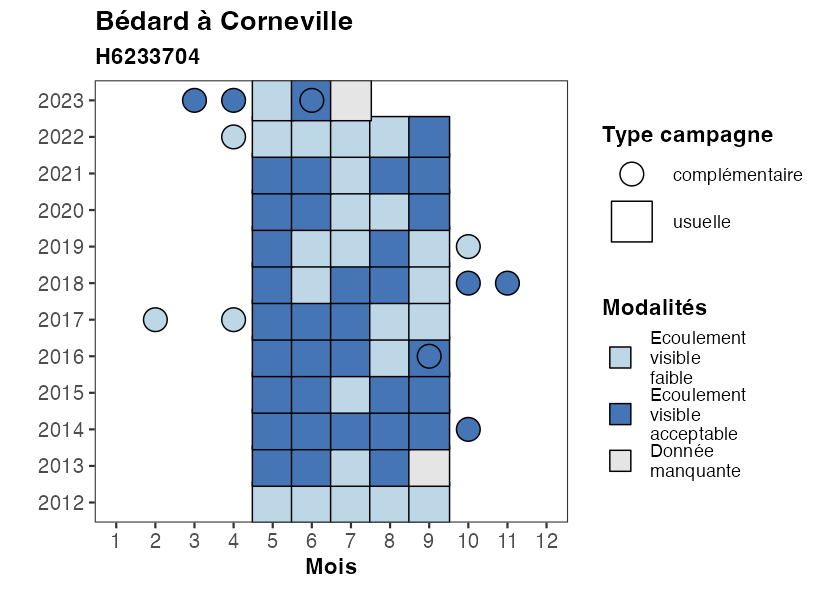 Bédard à Corneville
H6233704
2023
2022
2021
2020
2019
2018
2017
2016
2015
2014
2013
2012
1 2 3 4 5 6 7 8 9 10 11 12
Mois
Type campagne
complémentaire
usuelle
Modalités
Ecoulement
visible
faible
Ecoulement
visible
acceptable
Donnée
manquante